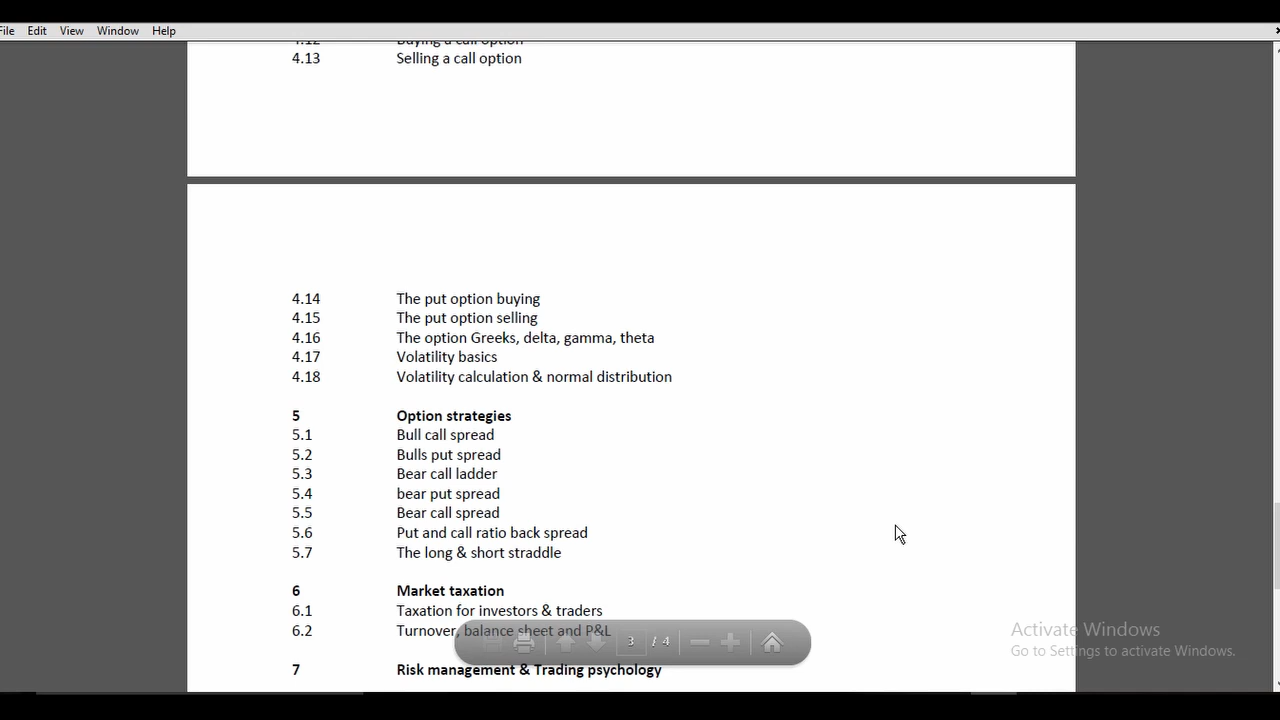 File Edit View Window Help
4.12 Buying a call option
4.13 Selling a call option
4.14 The put option buying
4.15 The put option selling
4.16 The option Greeks, delta, gamma, theta
4.17 Volatility basics
4.18 Volatility calculation & normal distribution
5 Option strategies
5.1 Bull call spread
5.2 Bulls put spread
5.3 Bear call ladder
5.4 bear put spread
5.5 Bear call spread
5.6 Put and call ratio back spread
5.7 The long & short straddle
6 Market taxation
6.1 Taxation for investors & traders
6.2 Turnover, balance sheet and P&L
3 / 4
Activate Windows
Go to Settings to activate Windows.
7 Risk management & Trading psychology